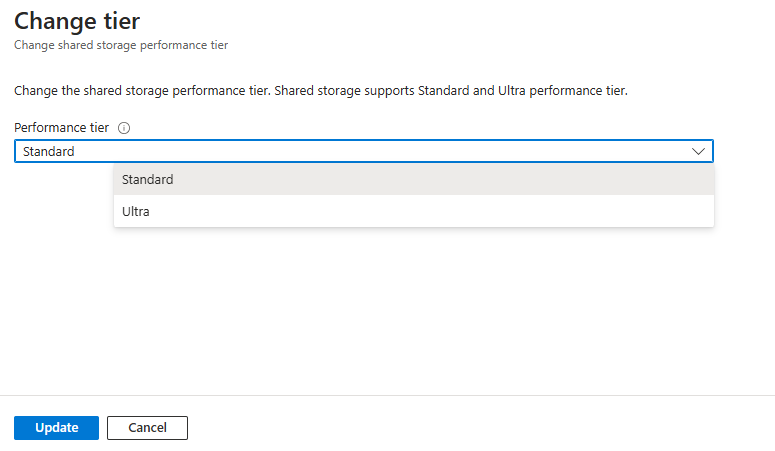 Change tier
Change shared storage performance tier
Change the shared storage performance tier. Shared storage supports Standard and Ultra performance tier.
Performance tier
Standard
Standard
Ultra
Update Cancel